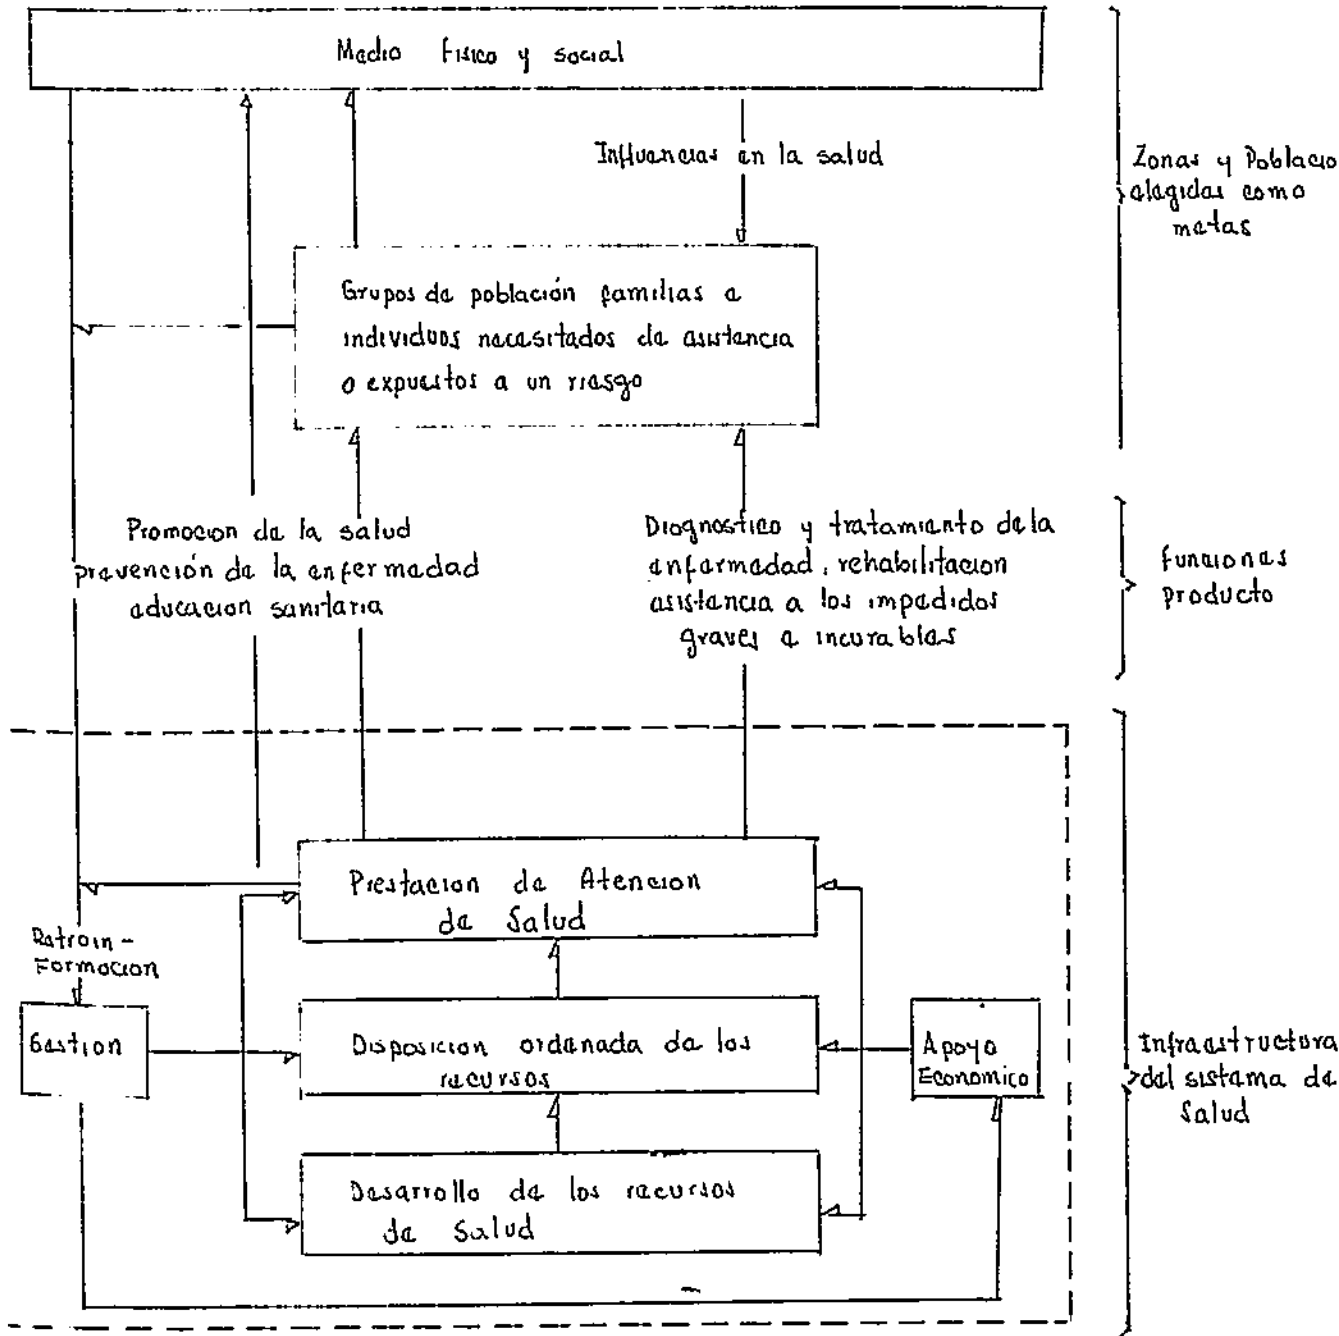 Medio Fisico y social
Influencias en la salud
Zonas y Poblacio
elegidas como
metas
Grupos de población familias e
individuos necesitados de asistencia
o expuestos a un riesgo
Promocion de la salud
prevención de la enfermedad
educacion sanitaria
Diognostico y tratamiento de la
enfermedad, rehabilitacion
asistencia a los impedidos
graves e incurables
funciones
producto
Prestacion de Atencion
de Salud
Retroin-
Formocion
Gestion
Disposicion ordenada de los
recursos
Apoyo
Economico
Infraestructura
del sistema de
Salud
Desarrollo de los recursos
de Salud